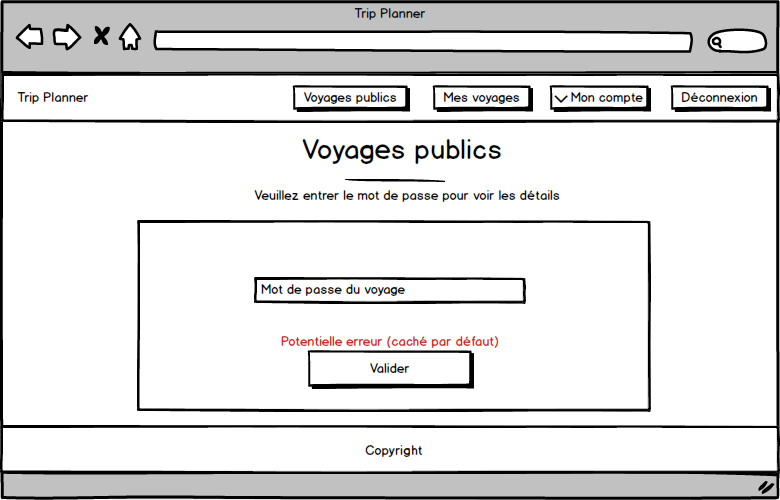 Trip Planner
Trip Planner
Voyages publics
Mes voyages
Mon compte
Déconnexion
Voyages publics
Veuillez entrer le mot de passe pour voir les détails
Mot de passe du voyage
Potentielle erreur (caché par défaut)
Valider
Copyright